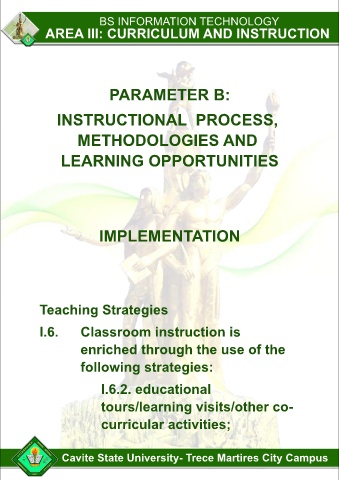 BS INFORMATION TECHNOLOGY
AREA III: CURRICULUM AND INSTRUCTION
PARAMETER B:
INSTRUCTIONAL PROCESS,
METHODOLOGIES AND
LEARNING OPPORTUNITIES
IMPLEMENTATION
Teaching Strategies
I.6. Classroom instruction is
enriched through the use of the
following strategies:
I.6.2. educational
tours/learning visits/other co-
curricular activities;
Cavite State University- Trece Martires City Campus